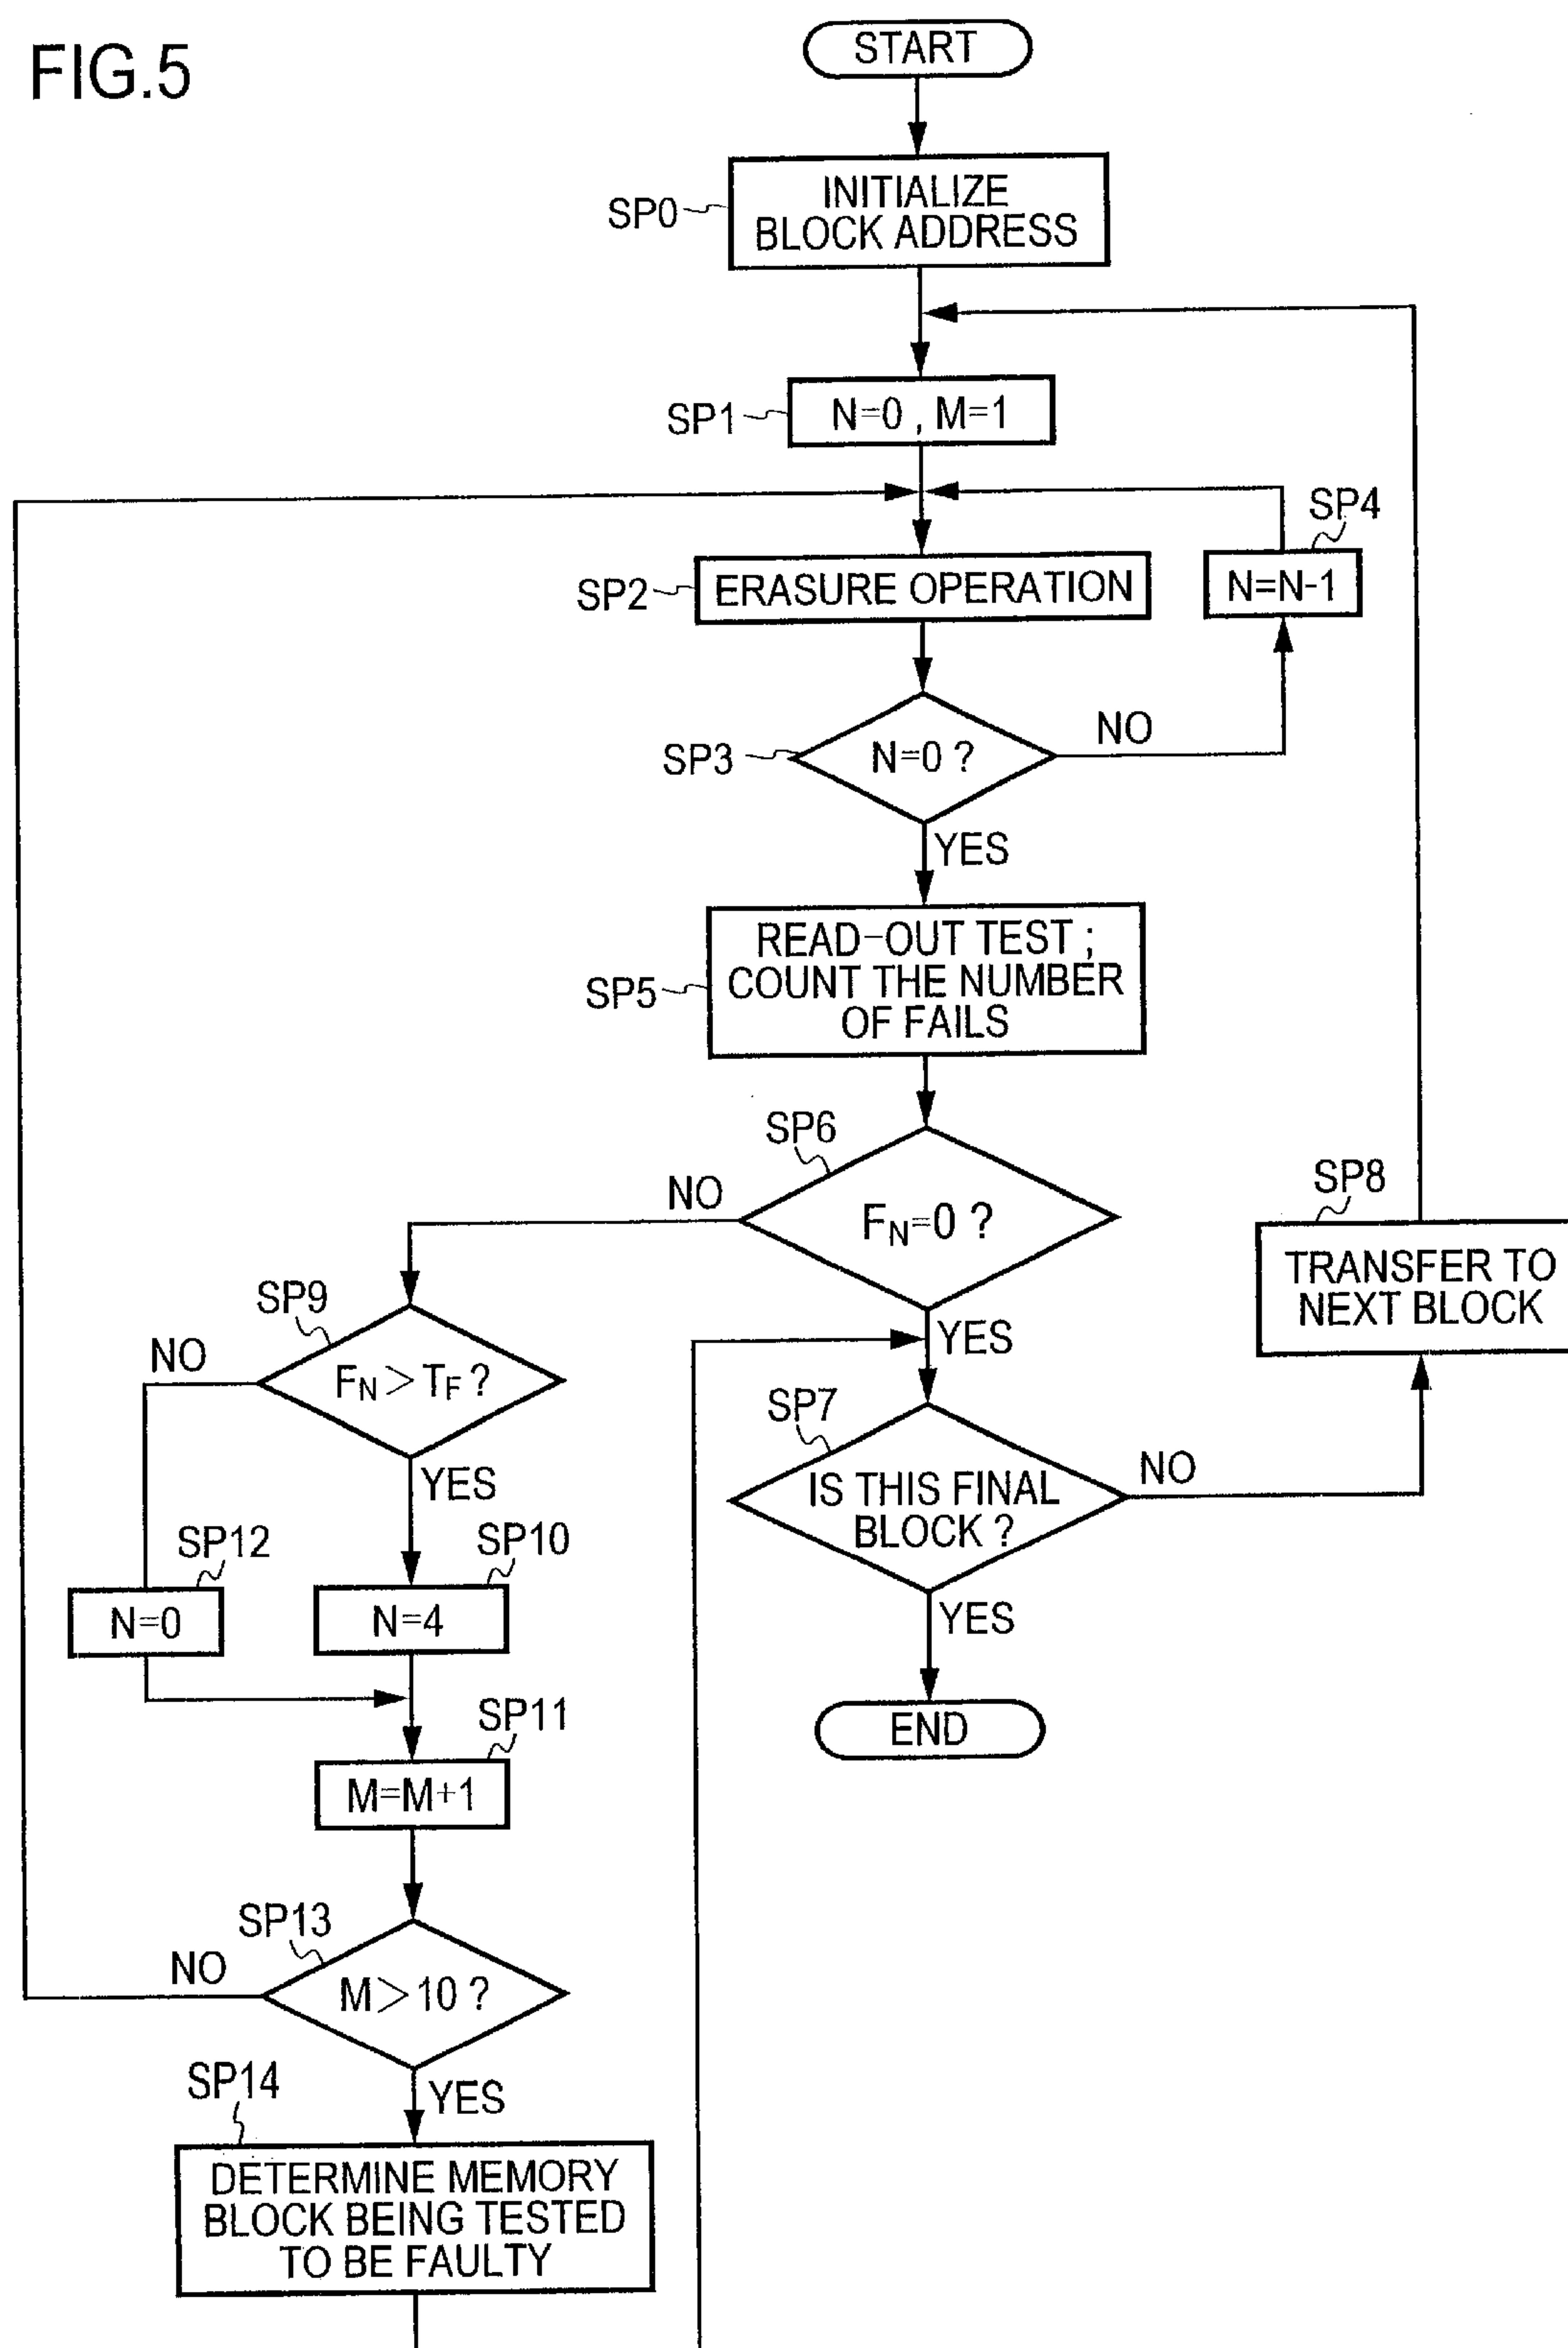 FIG.5
START
SP0
INITIALIZE
BLOCK ADDRESS
SP1
N=0 , M=1
SP2
ERASURE OPERATION
SP4
N=N-1
SP3
N=0 ?
NO
YES
SP5
READ-OUT TEST ;
COUNT THE NUMBER
OF FAILS
SP6
FN=0 ?
NO
YES
SP8
TRANSFER TO
NEXT BLOCK
SP9
FN>TF ?
NO
YES
SP7
IS THIS FINAL
BLOCK ?
NO
YES
SP12
N=0
SP10
N=4
END
SP11
M=M+1
SP13
M>10 ?
NO
YES
SP14
DETERMINE MEMORY
BLOCK BEING TESTED
TO BE FAULTY